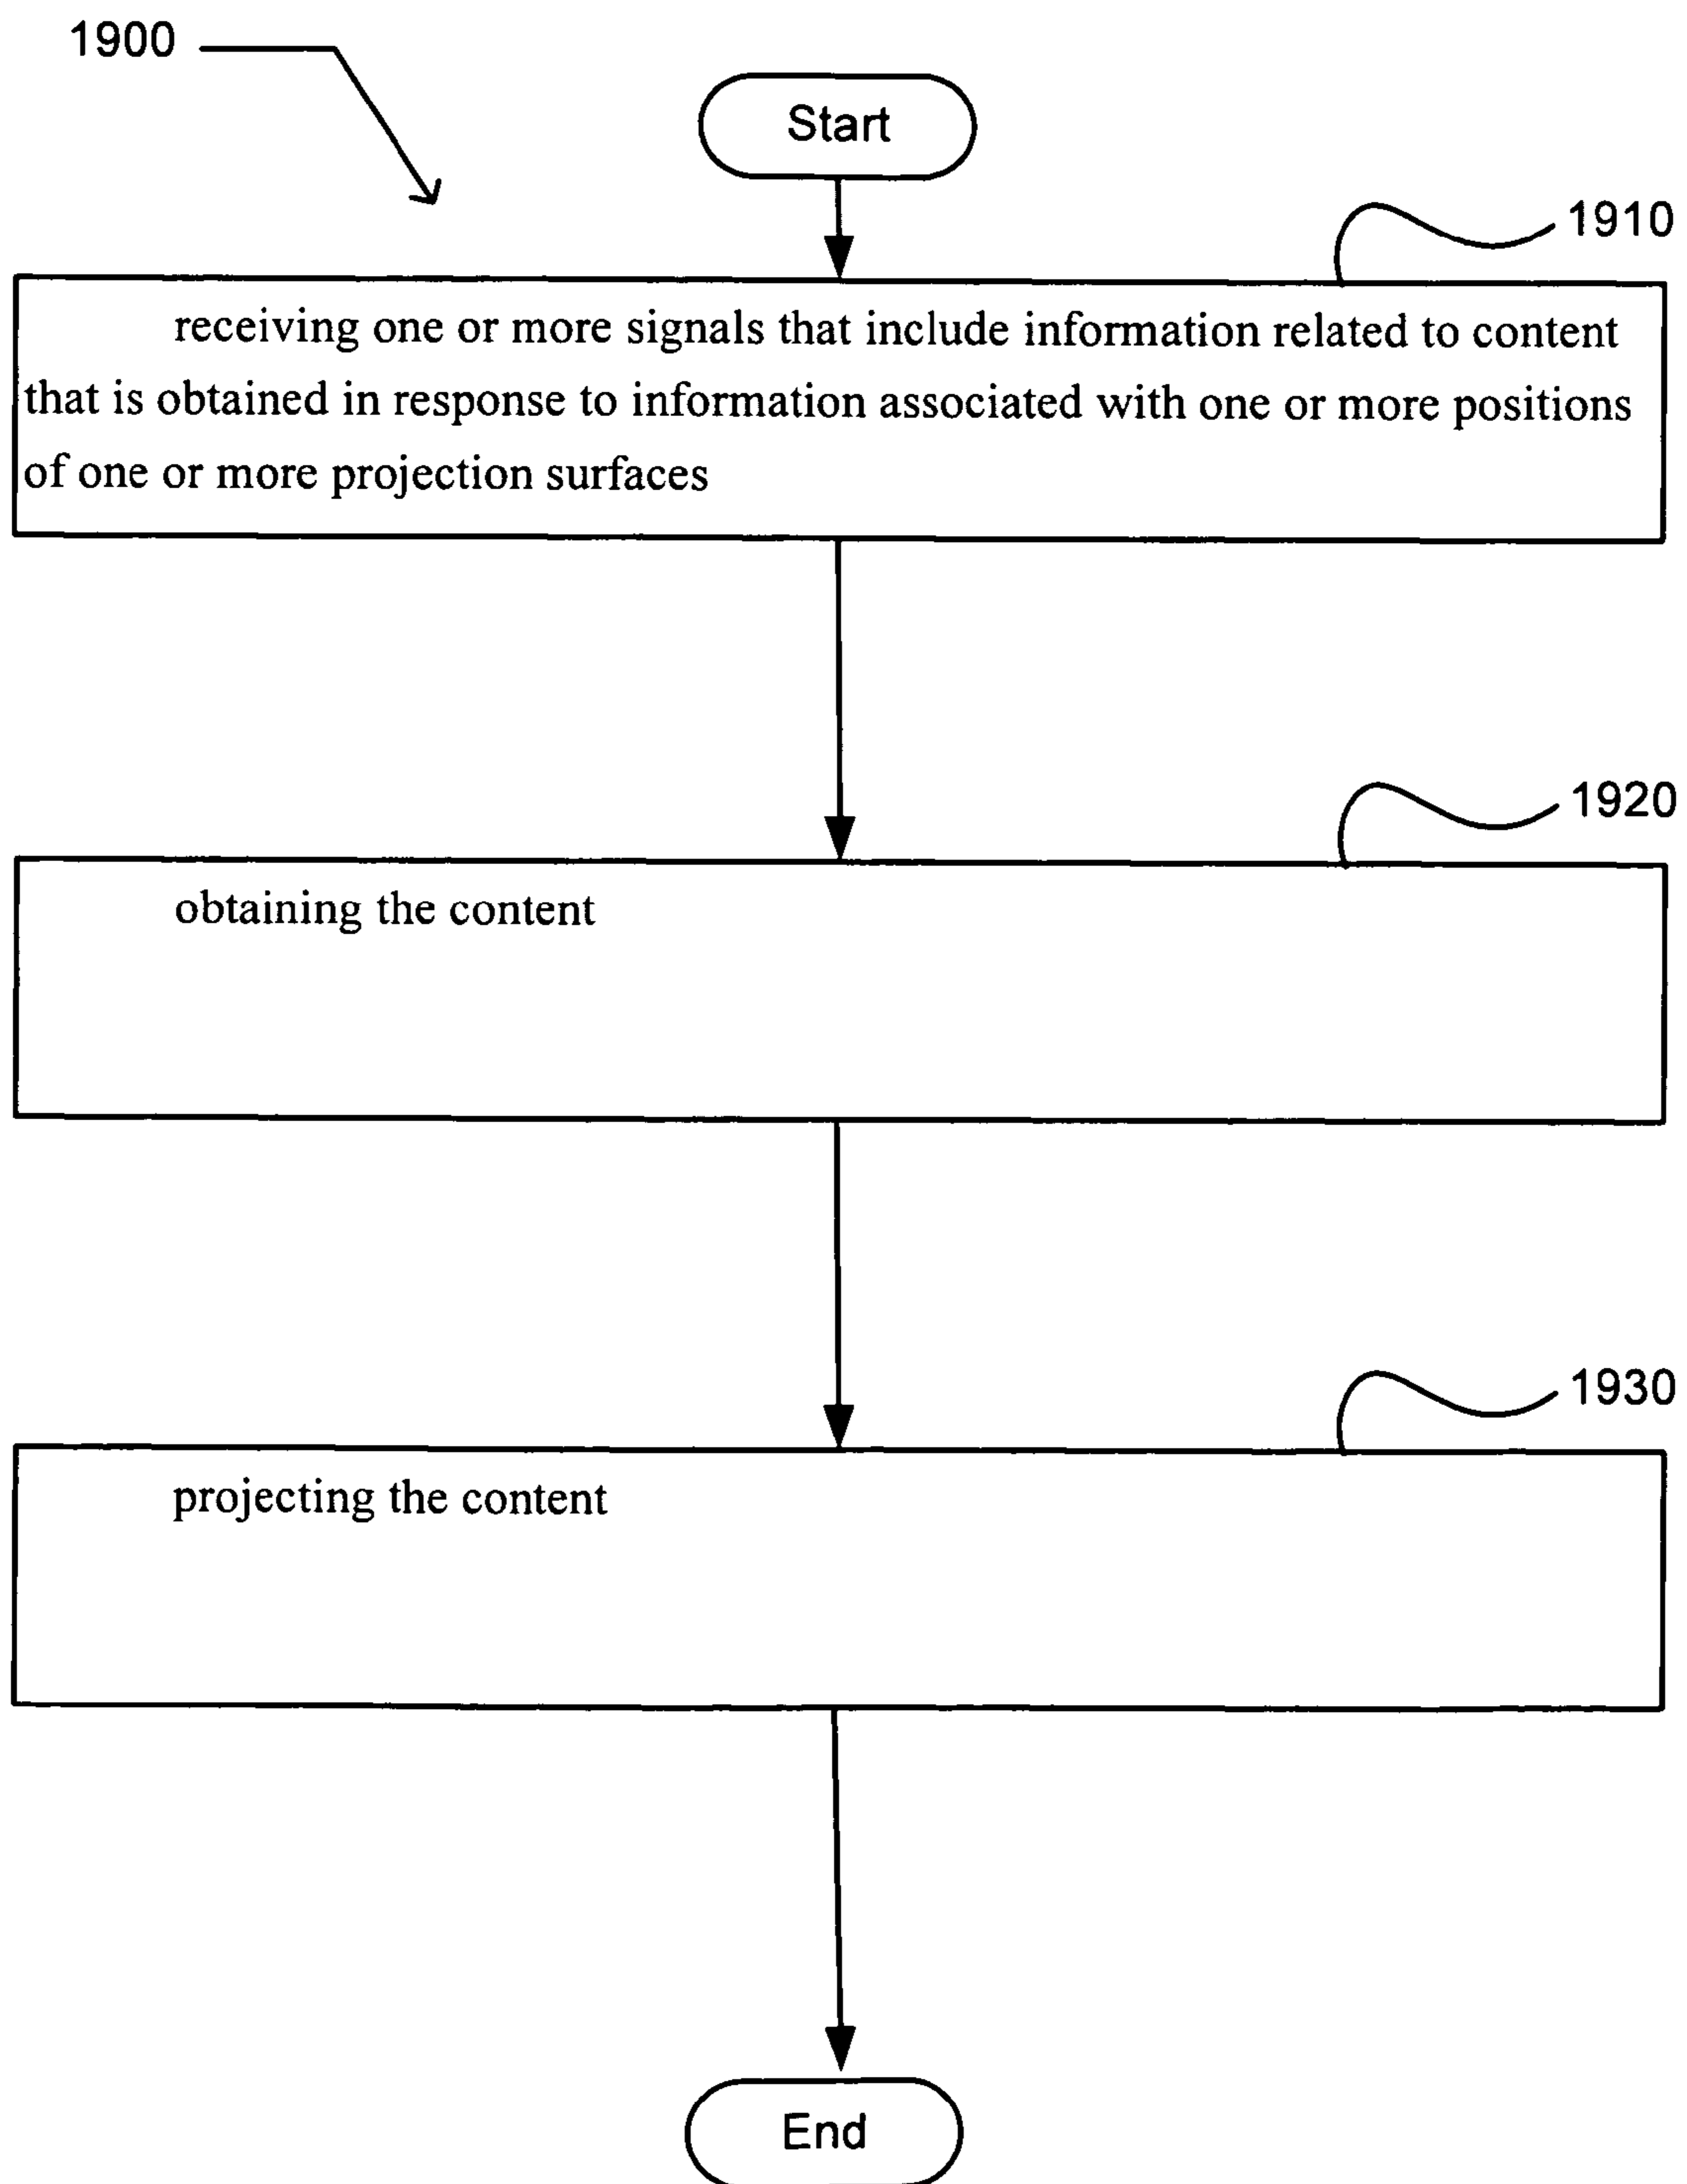 1900
Start
1910
receiving one or more signals that include information related to content
that is obtained in response to information associated with one or more positions
of one or more projection surfaces
1920
obtaining the content
1930
projecting the content
End